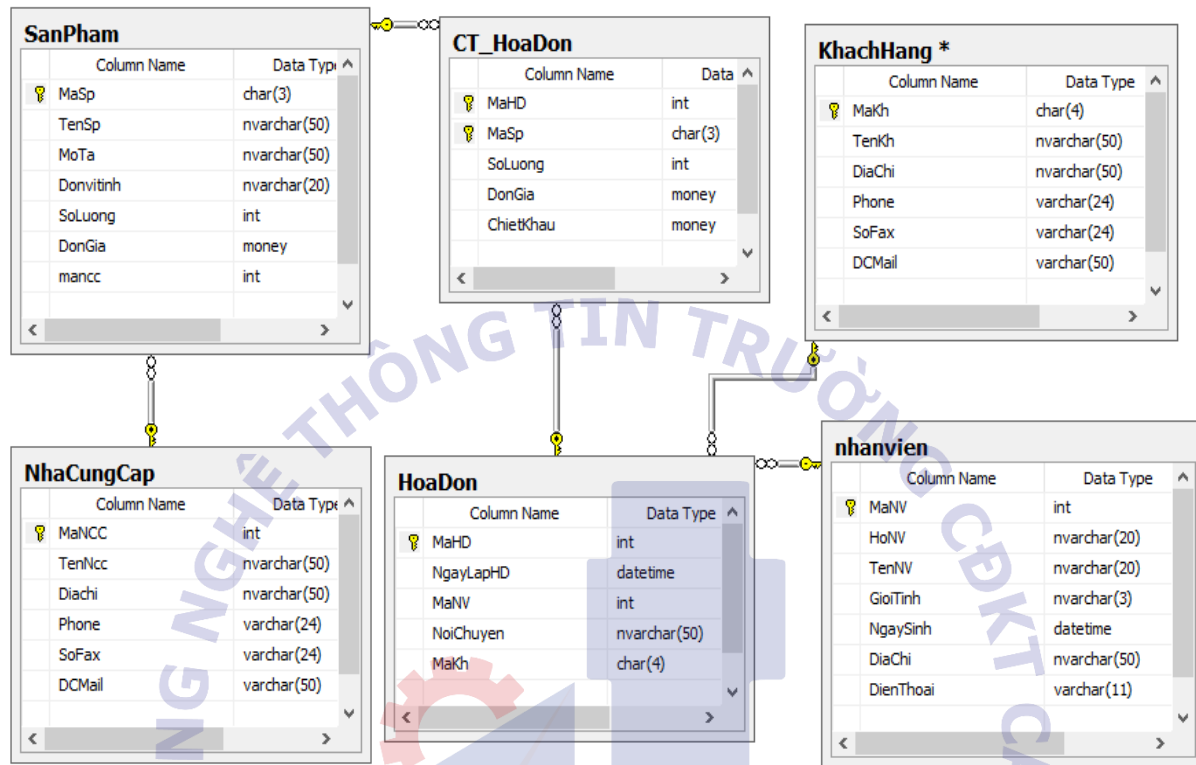 SanPham
Column Name Data Type
MaSp char(3)
TenSp nvarchar(50)
MoTa nvarchar(50)
Donvitinh nvarchar(20)
SoLuong int
DonGia money
mancc int
CT_HoaDon
Column Name Data
MaHD int
MaSp char(3)
SoLuong int
DonGia money
ChietKhau money
KhachHang *
Column Name Data Type
MaKh char(4)
TenKh nvarchar(50)
DiaChi nvarchar(50)
Phone varchar(24)
SoFax varchar(24)
DCMail varchar(50)
NhaCungCap
Column Name Data Type
MaNCC int
TenNcc nvarchar(50)
Diachi nvarchar(50)
Phone varchar(24)
SoFax varchar(24)
DCMail varchar(50)
HoaDon
Column Name Data Type
MaHD int
NgayLapHD datetime
MaNV int
NoiChuyen nvarchar(50)
MaKh char(4)
nhanvien
Column Name Data Type
MaNV int
HoNV nvarchar(20)
TenNV nvarchar(20)
GioiTinh nvarchar(3)
NgaySinh datetime
DiaChi nvarchar(50)
DienThoai varchar(11)
NG NGHÊ THÔNG TIN TRƯỜNG CĐKT C